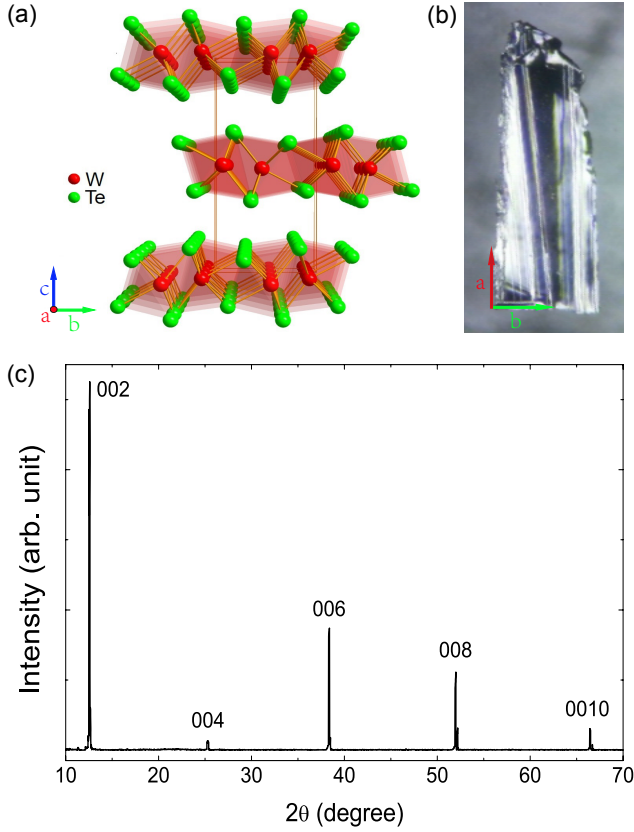 (a)
W
Te
c
a
b
(b)
a
b
(c)
002
004
006
008
0010
Intensity (arb. unit)
10 20 30 40 50 60 70
2θ (degree)